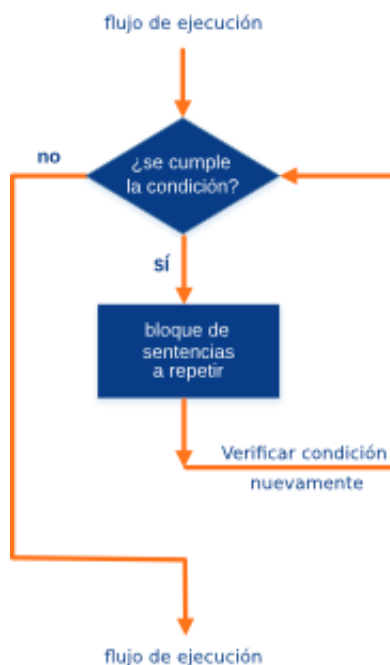 flujo de ejecución
no
¿se cumple
la condición?
sí
bloque de
sentencias
a repetir
Verificar condición
nuevamente
flujo de ejecución